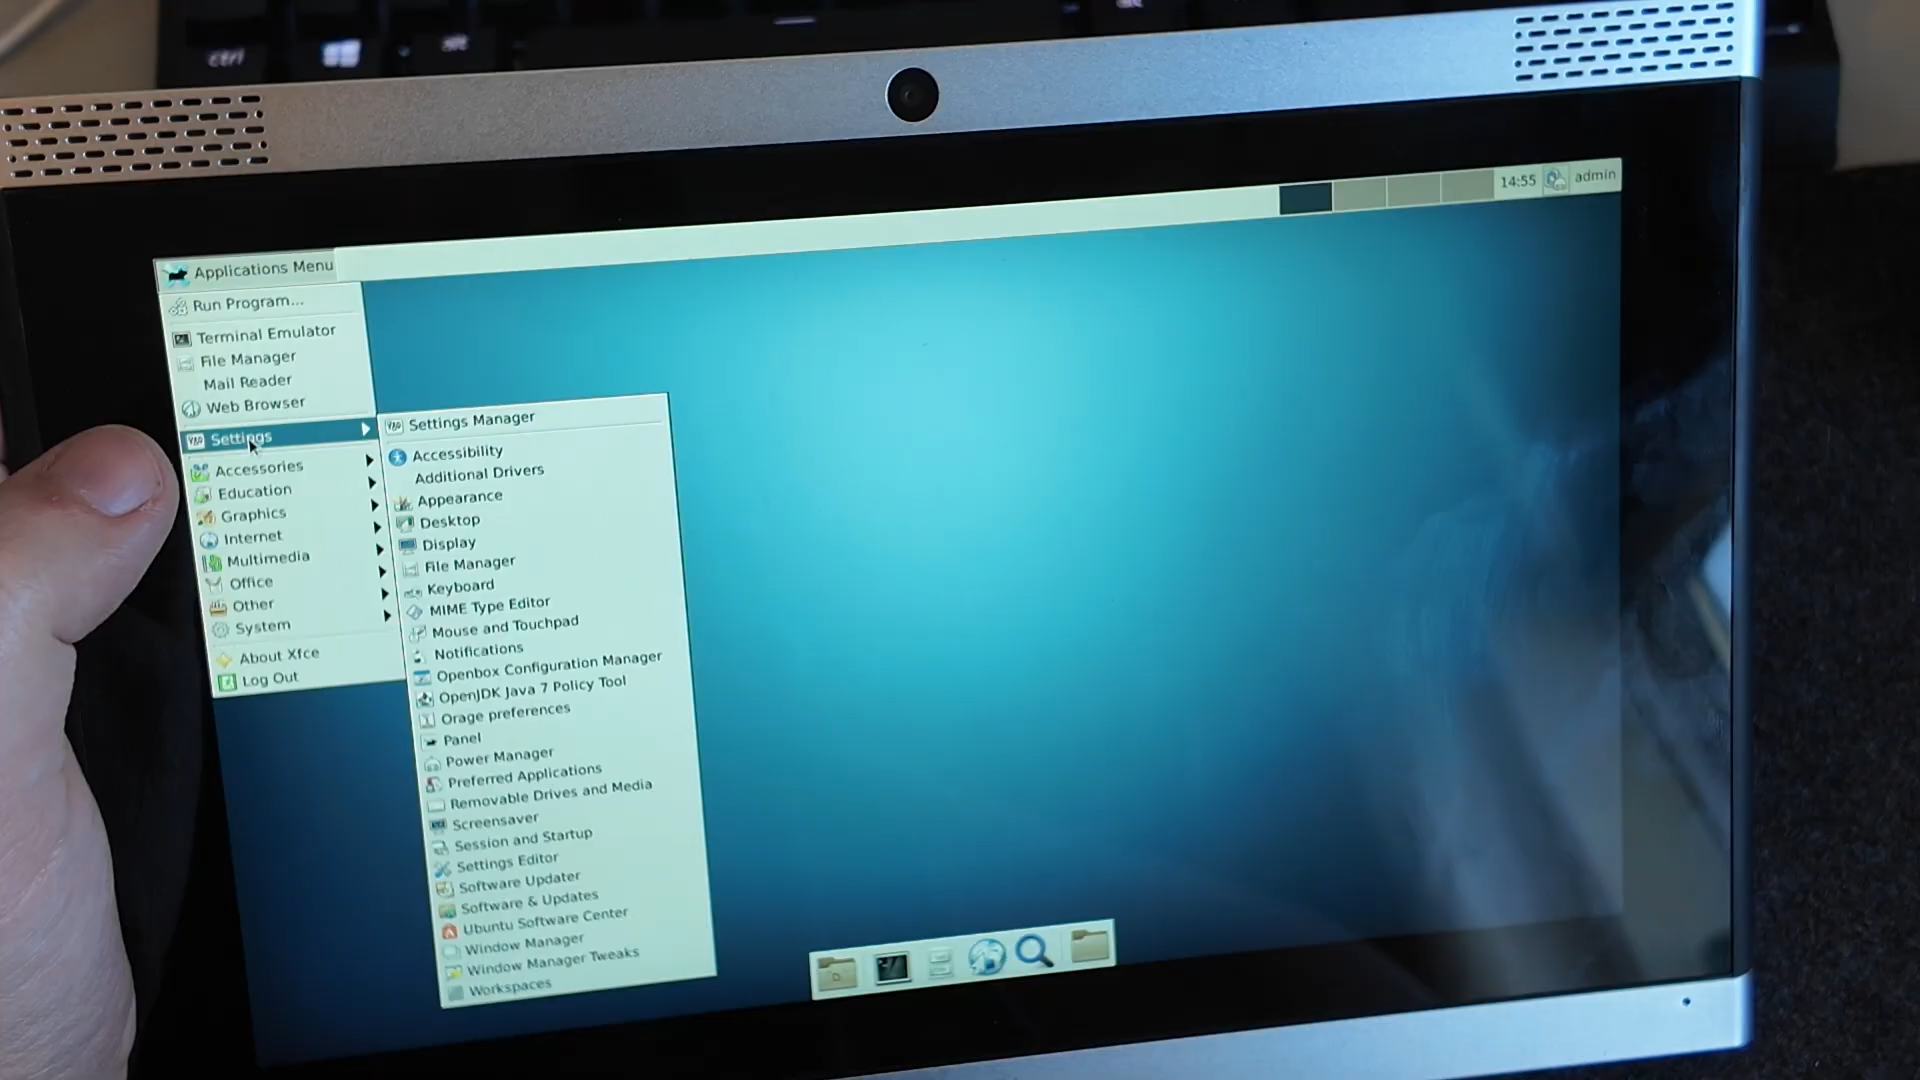 ctrl
alt
14:55
admin
Applications Menu
Run Program...
Terminal Emulator
File Manager
Mail Reader
Web Browser
Settings
Accessories
Education
Graphics
Internet
Multimedia
Office
Other
System
About Xfce
Log Out
Settings Manager
Accessibility
Additional Drivers
Appearance
Desktop
Display
File Manager
Keyboard
MIME Type Editor
Mouse and Touchpad
Notifications
Openbox Configuration Manager
OpenJDK Java 7 Policy Tool
Orage preferences
Panel
Power Manager
Preferred Applications
Removable Drives and Media
Screensaver
Session and Startup
Settings Editor
Software Updater
Software & Updates
Ubuntu Software Center
Window Manager
Window Manager Tweaks
Workspaces